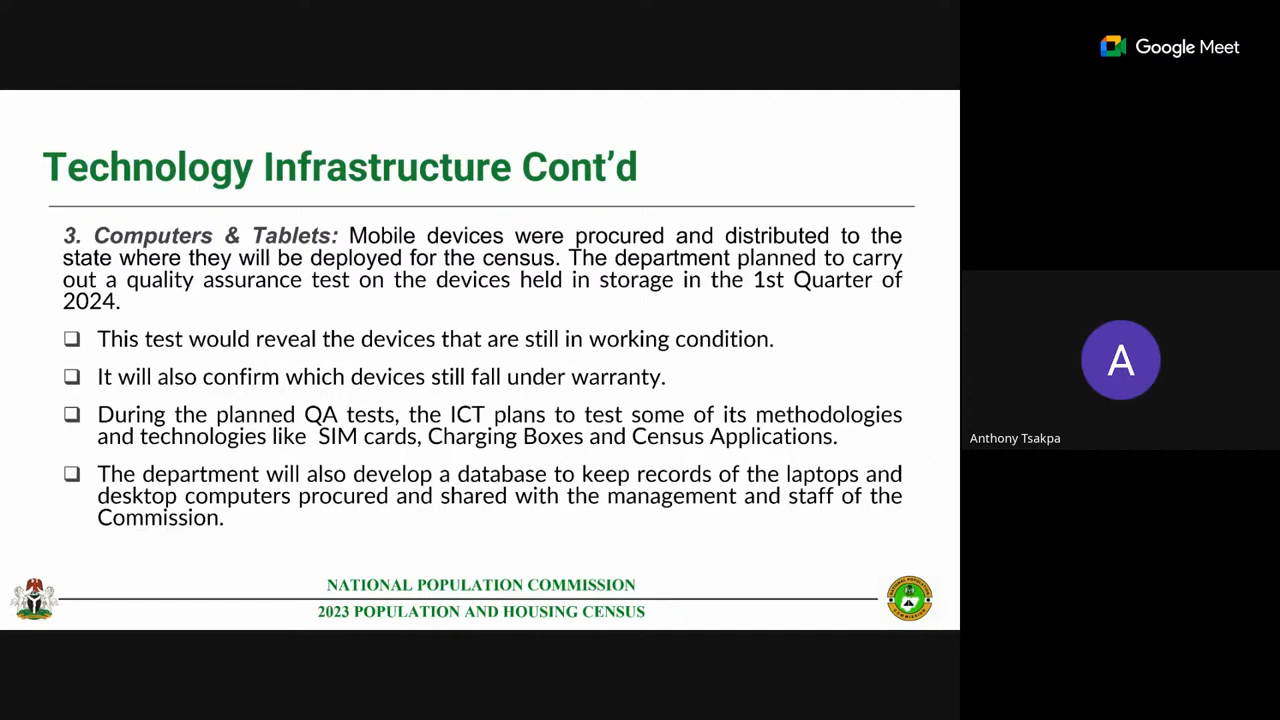 Google Meet
Technology Infrastructure Cont’d
3. Computers & Tablets: Mobile devices were procured and distributed to the
state where they will be deployed for the census. The department planned to carry
out a quality assurance test on the devices held in storage in the 1st Quarter of
2024.
❑ This test would reveal the devices that are still in working condition.
❑ It will also confirm which devices still fall under warranty.
❑ During the planned QA tests, the ICT plans to test some of its methodologies
and technologies like SIM cards, Charging Boxes and Census Applications.
❑ The department will also develop a database to keep records of the laptops and
desktop computers procured and shared with the management and staff of the
Commission.
NATIONAL POPULATION COMMISSION
2023 POPULATION AND HOUSING CENSUS
A
Anthony Tsakpa